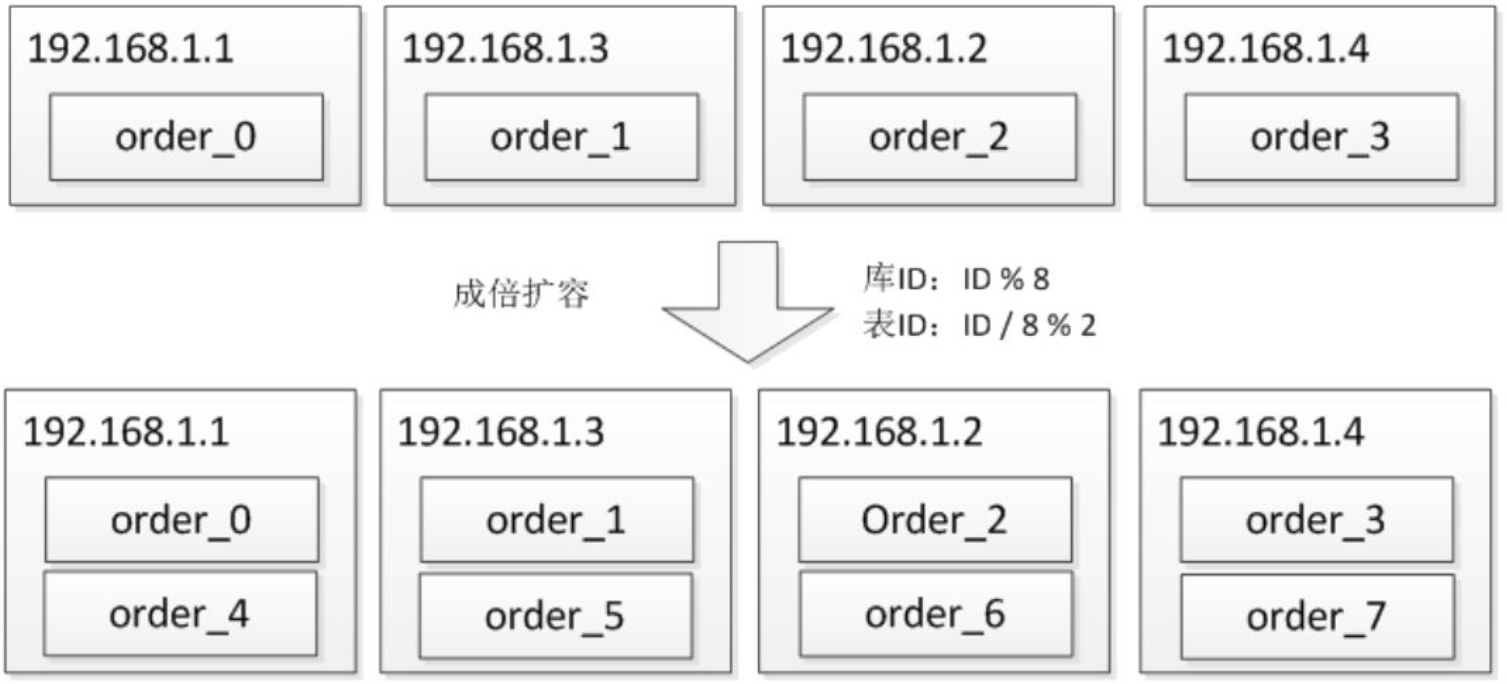 192.168.1.1
order_0
192.168.1.3
order_1
192.168.1.2
order_2
192.168.1.4
order_3
成倍扩容
库ID： ID % 8
表ID： ID / 8 % 2
192.168.1.1
order_0
order_4
192.168.1.3
order_1
order_5
192.168.1.2
Order_2
order_6
192.168.1.4
order_3
order_7